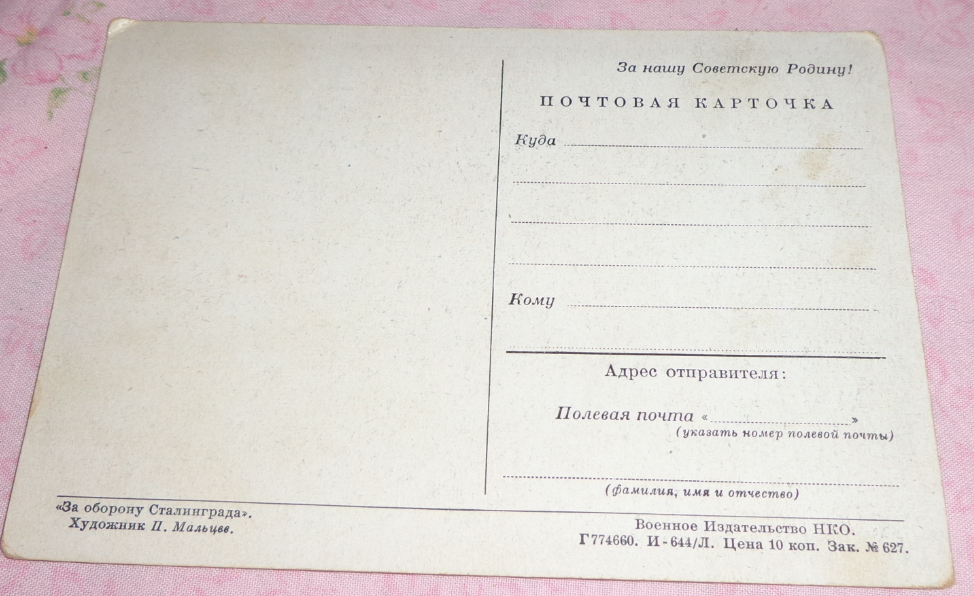 За нашу Советскую Родину!
ПОЧТОВАЯ КАРТОЧКА
Куда
Кому
Адрес отправителя:
Полевая почта « »
(указать номер полевой почты)
(фамилия, имя и отчество)
«За оборону Сталинграда».
Художник П. Мальцев.
Военное Издательство НКО.
Г774660. И-644/Л. Цена 10 коп. Зак. № 627.